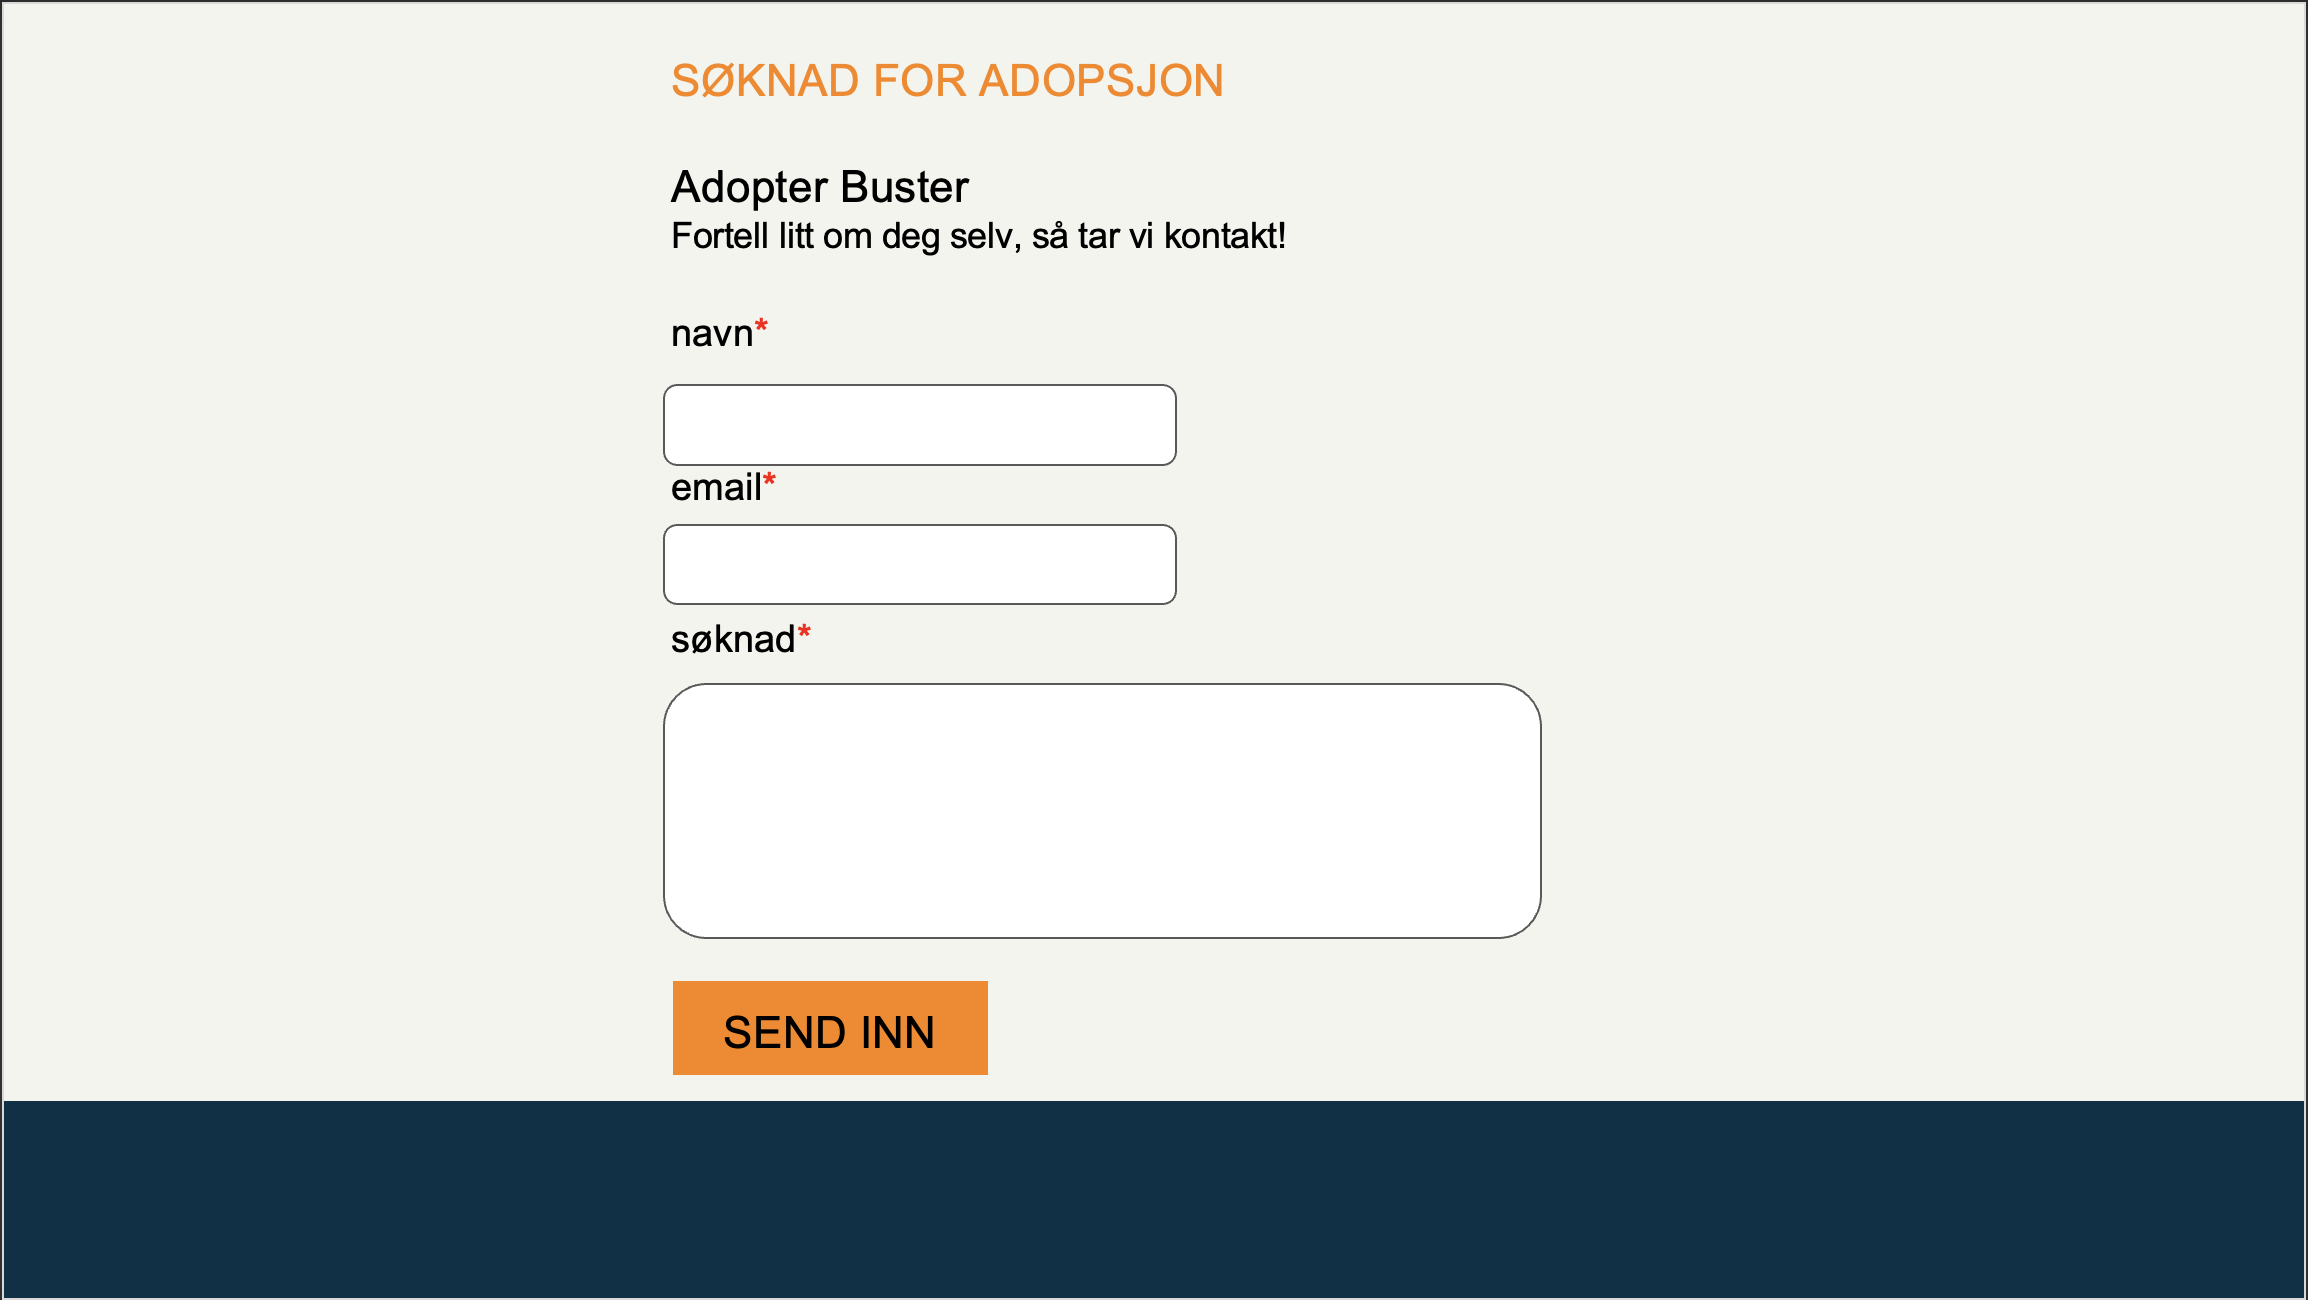 SØKNAD FOR ADOPSJON
Adopter Buster
Fortell litt om deg selv, så tar vi kontakt!
navn*
email*
søknad*
SEND INN